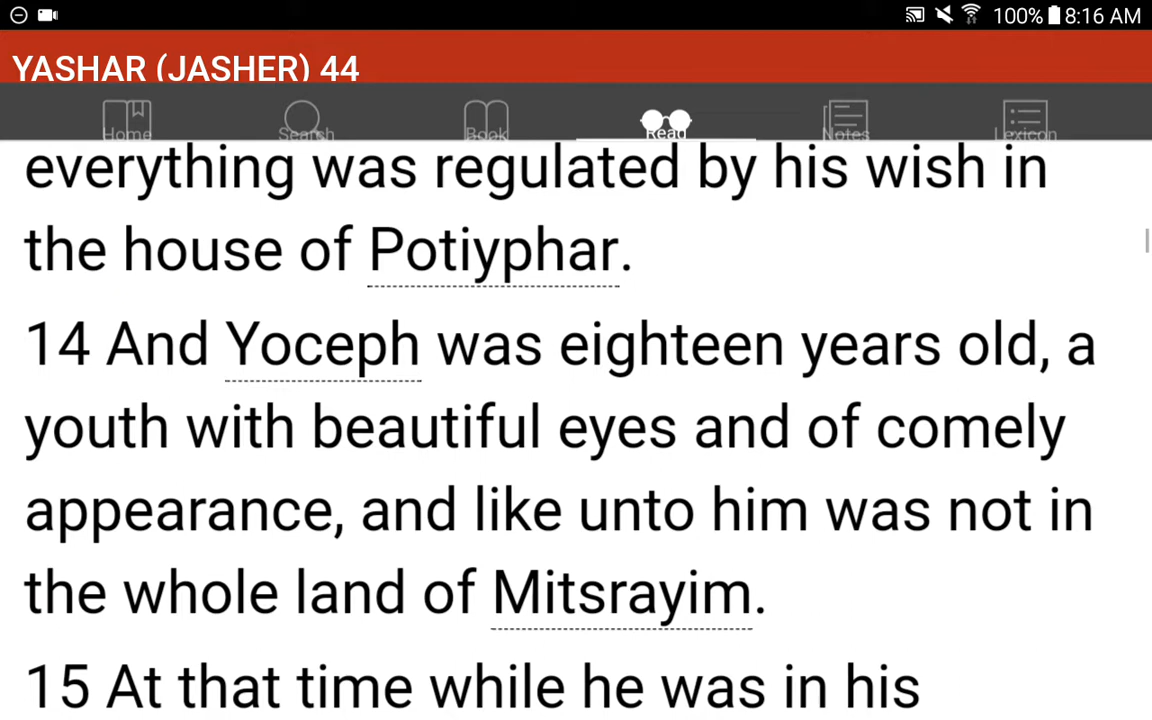 100% 8:16 AM
YASHAR (JASHER) 44
Home Search Book Read Notes Lexicon
everything was regulated by his wish in
the house of Potiyphar.
14 And Yoceph was eighteen years old, a
youth with beautiful eyes and of comely
appearance, and like unto him was not in
the whole land of Mitsrayim.
15 At that time while he was in his